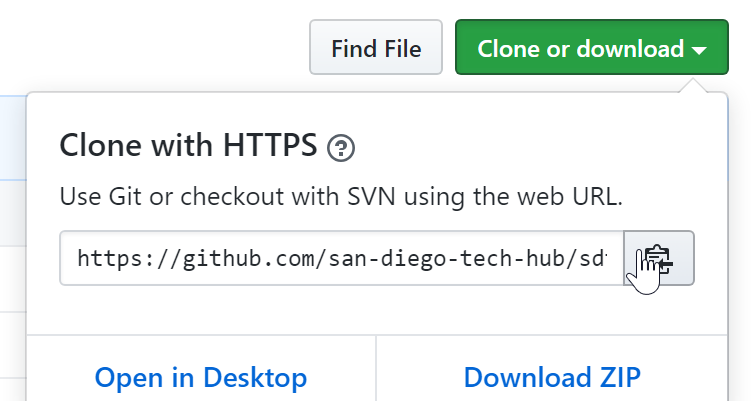 Find File
Clone or download
Clone with HTTPS ?
Use Git or checkout with SVN using the web URL.
https://github.com/san-diego-tech-hub/sd
Open in Desktop
Download ZIP